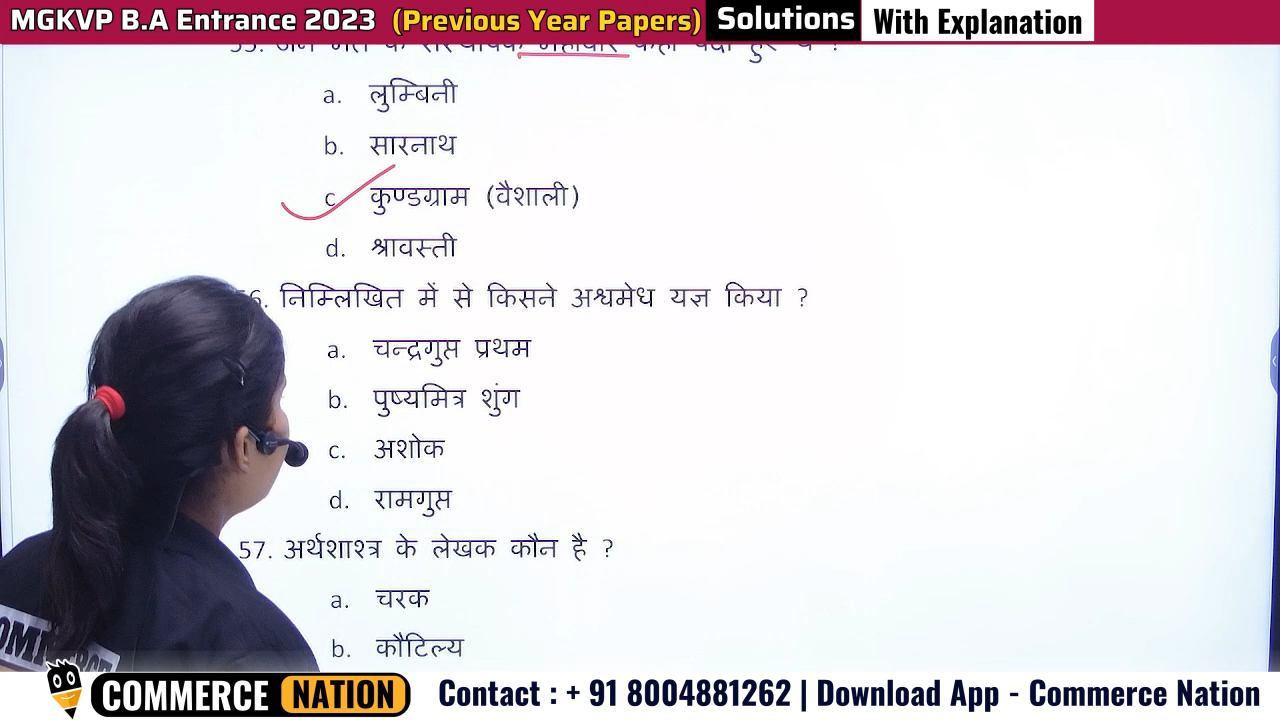 MGKVP B.A Entrance 2023 (Previous Year Papers) Solutions With Explanation
a. लुम्बिनी
b. सारनाथ
c कुण्डग्राम (वैशाली)
d. श्रावस्ती
56. निम्लिखित में से किसने अश्वमेध यज्ञ किया ?
a. चन्द्रगुप्त प्रथम
b. पुष्यमित्र शुंग
c. अशोक
d. रामगुप्त
57. अर्थशाश्त्र के लेखक कौन है ?
a. चरक
b. कौटिल्य
COMMERCE NATION Contact : + 91 8004881262 | Download App - Commerce Nation